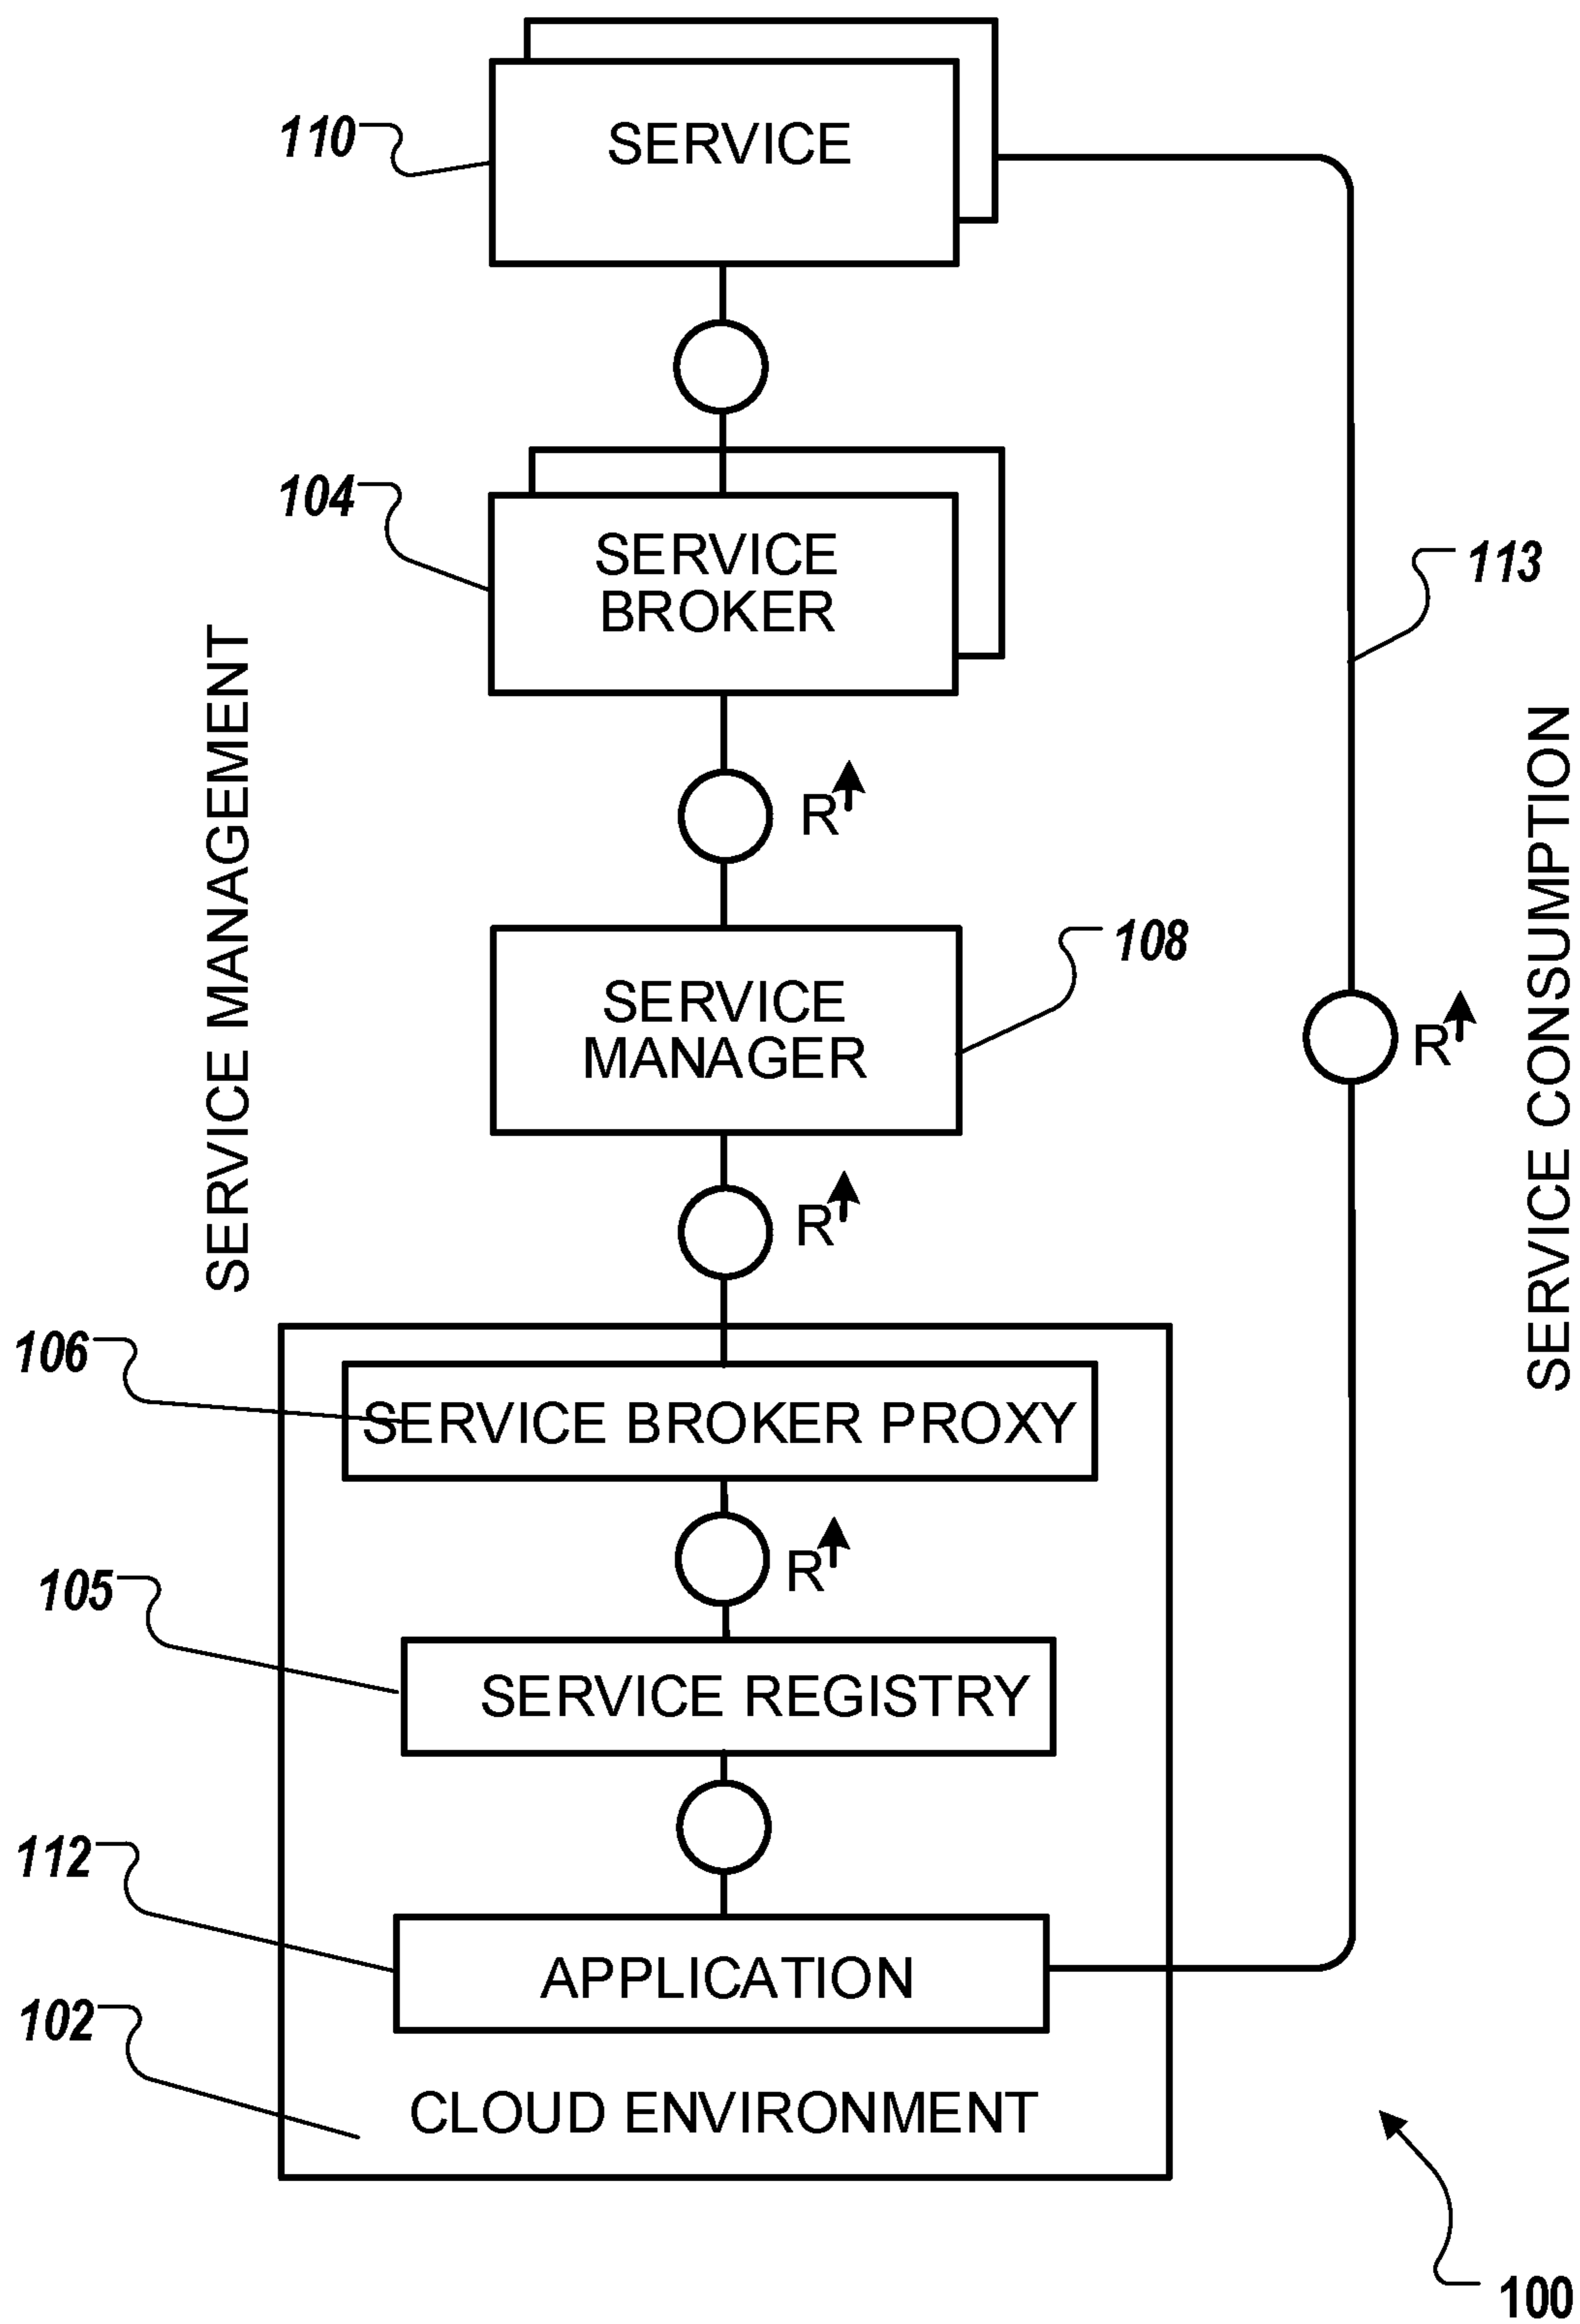 110
SERVICE
104
SERVICE
BROKER
113
SERVICE MANAGEMENT
R
SERVICE CONSUMPTION
108
SERVICE
MANAGER
R
R
106
SERVICE BROKER PROXY
R
105
SERVICE REGISTRY
112
APPLICATION
102
CLOUD ENVIRONMENT
100